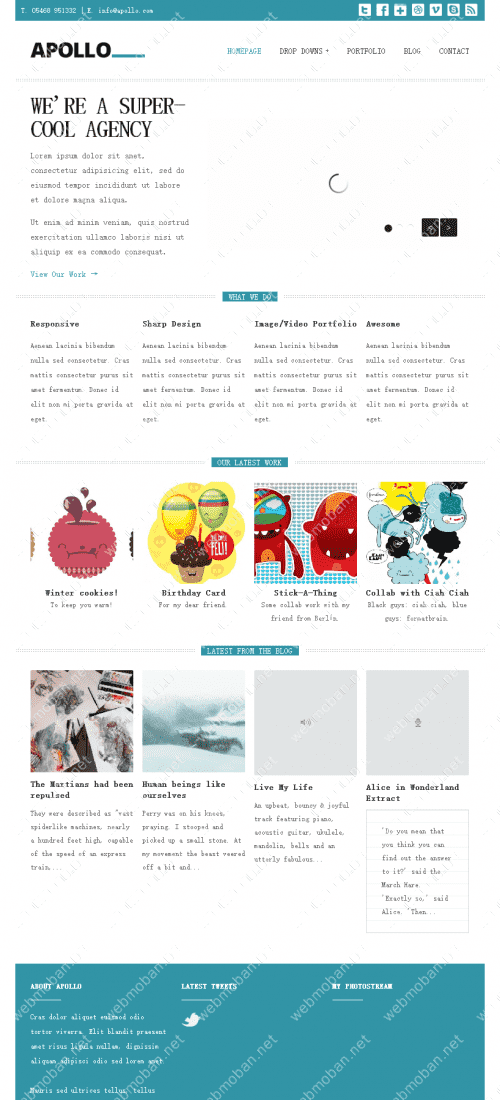 T. 05468 951332 | E. info@apollo.com
APOLLO
HOMEPAGE DROP DOWNS + PORTFOLIO BLOG CONTACT
WE'RE A SUPER-
COOL AGENCY
Lorem ipsum dolor sit amet,
consectetur adipisicing elit, sed do
eiusmod tempor incididunt ut labore
et dolore magna aliqua.
Ut enim ad minim veniam, quis nostrud
exercitation ullamco laboris nisi ut
aliquip ex ea commodo consequat.
View Our Work →
WHAT WE DO
Responsive
Aenean lacinia bibendum
nulla sed consectetur. Cras
mattis consectetur purus sit
amet fermentum. Donec id
elit non mi porta gravida at
eget.
Sharp Design
Aenean lacinia bibendum
nulla sed consectetur. Cras
mattis consectetur purus sit
amet fermentum. Donec id
elit non mi porta gravida at
eget.
Image/Video Portfolio
Aenean lacinia bibendum
nulla sed consectetur. Cras
mattis consectetur purus sit
amet fermentum. Donec id
elit non mi porta gravida at
eget.
Awesome
Aenean lacinia bibendum
nulla sed consectetur. Cras
mattis consectetur purus sit
amet fermentum. Donec id
elit non mi porta gravida at
eget.
OUR LATEST WORK
Winter cookies!
To keep you warm!
Birthday Card
For my dear friend.
Stick-A-Thing
Some collab work with my
friend from Berlin.
Collab with Ciah Ciah
Black guys: ciah ciah, blue
guys: formatbrain.
LATEST FROM THE BLOG
The Martians had been
repulsed
They were described as "vast
spiderlike machines, nearly
a hundred feet high, capable
of the speed of an express
train,...
Human beings like
ourselves
Perry was on his knees,
praying. I stooped and
picked up a small stone. At
my movement the beast veered
off a bit and...
Live My Life
An upbeat, bouncy & joyful
track featuring piano,
acoustic guitar, ukulele,
mandolin, bells and an
utterly fabulous...
Alice in Wonderland
Extract
'Do you mean that
you think you can
find out the answer
to it?' said the
March Hare.
'Exactly so,' said
Alice. 'Then...
ABOUT APOLLO
Cras dolor aliquet euismod odio
tortor viverra. Elit blandit praesent
amet risus ligula nullam, dignissim
aliquam adipisci odio sed lorem amet.
Mauris sed ultrices tellus, tellus
LATEST TWEETS
MY PHOTOSTREAM
webmoban.net